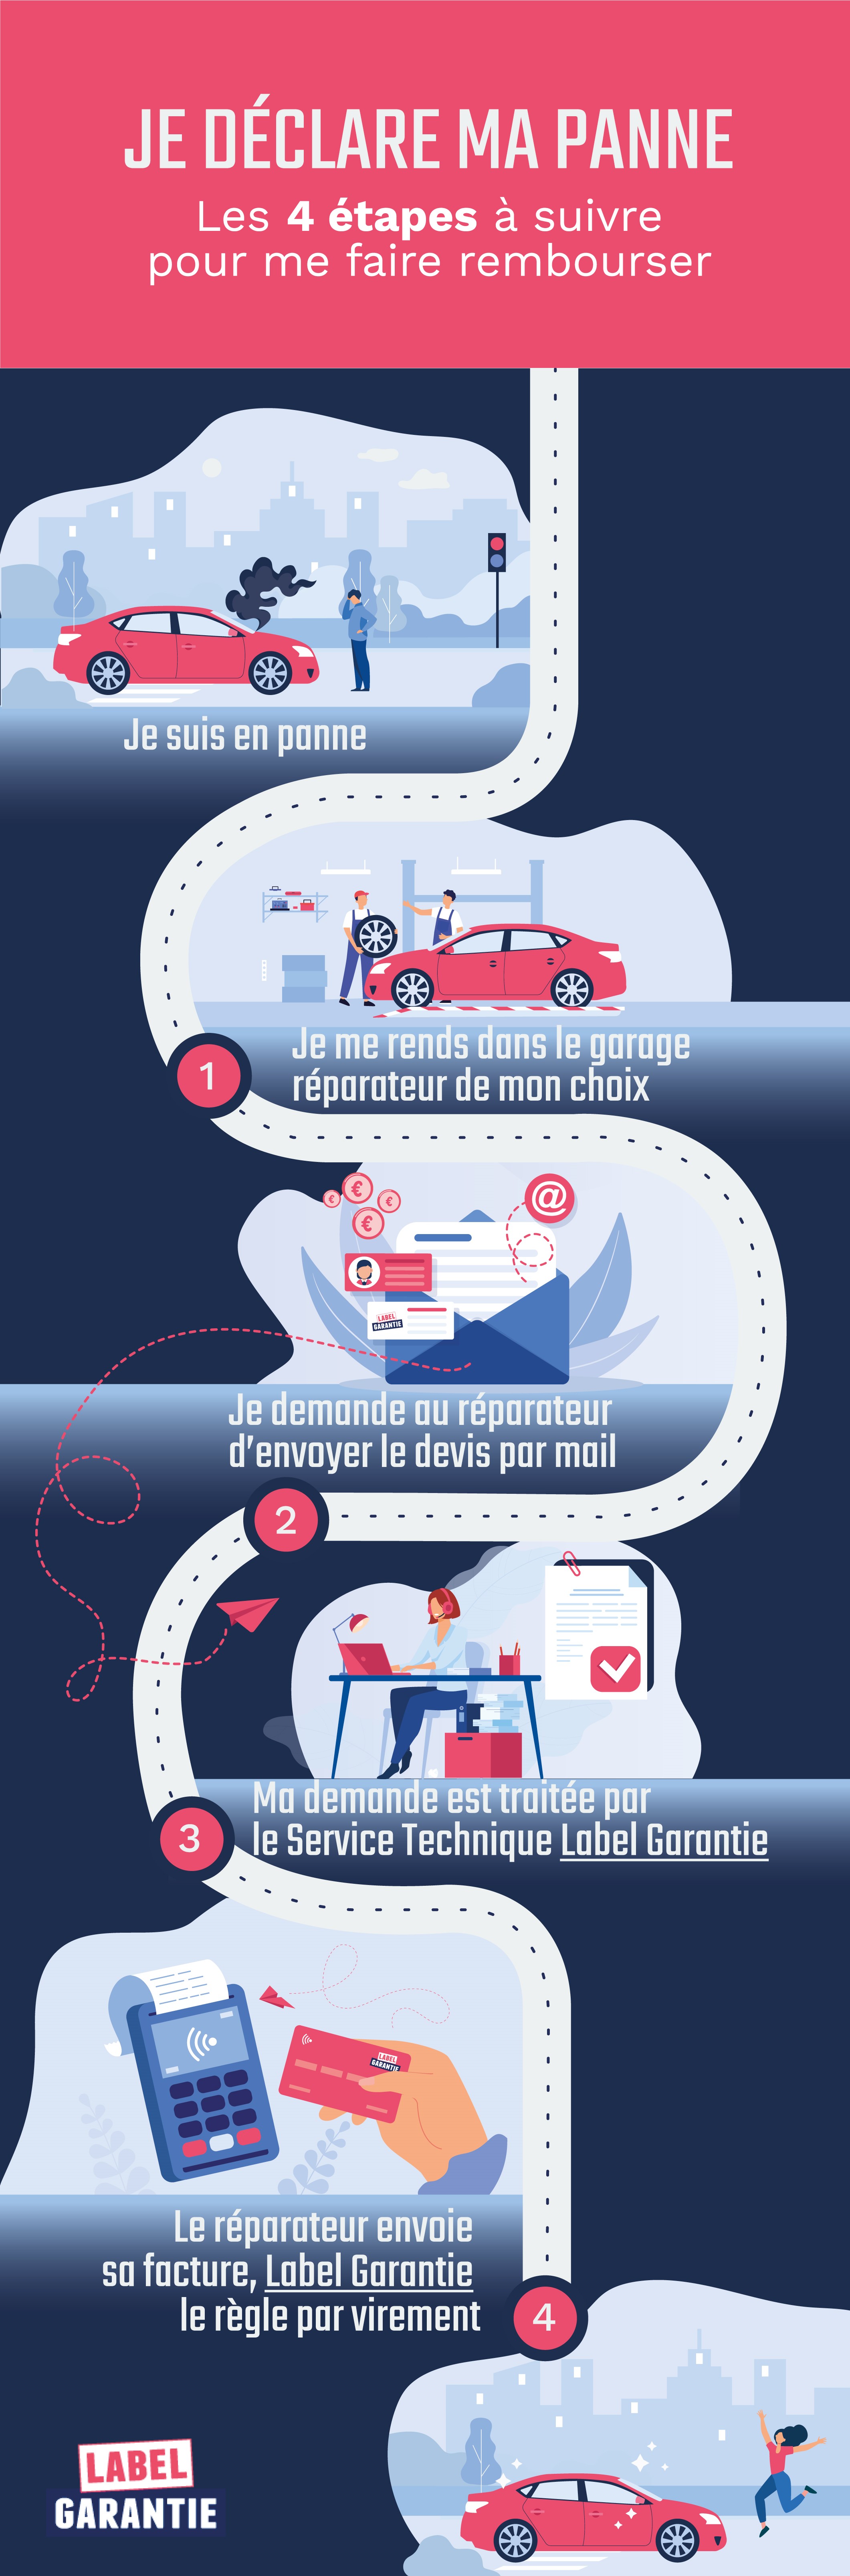 JE DÉCLARE MA PANNE
Les 4 étapes à suivre
pour me faire rembourser
Je suis en panne
Je me rends dans le garage
réparateur de mon choix
1
€
€
€
€
@
LABEL
GARANTIE
Je demande au réparateur
d'envoyer le devis par mail
2
Ma demande est traitée par
le Service Technique Label Garantie
3
LABEL
GARANTIE
Le réparateur envoie
sa facture, Label Garantie
le règle par virement
4
LABEL
GARANTIE